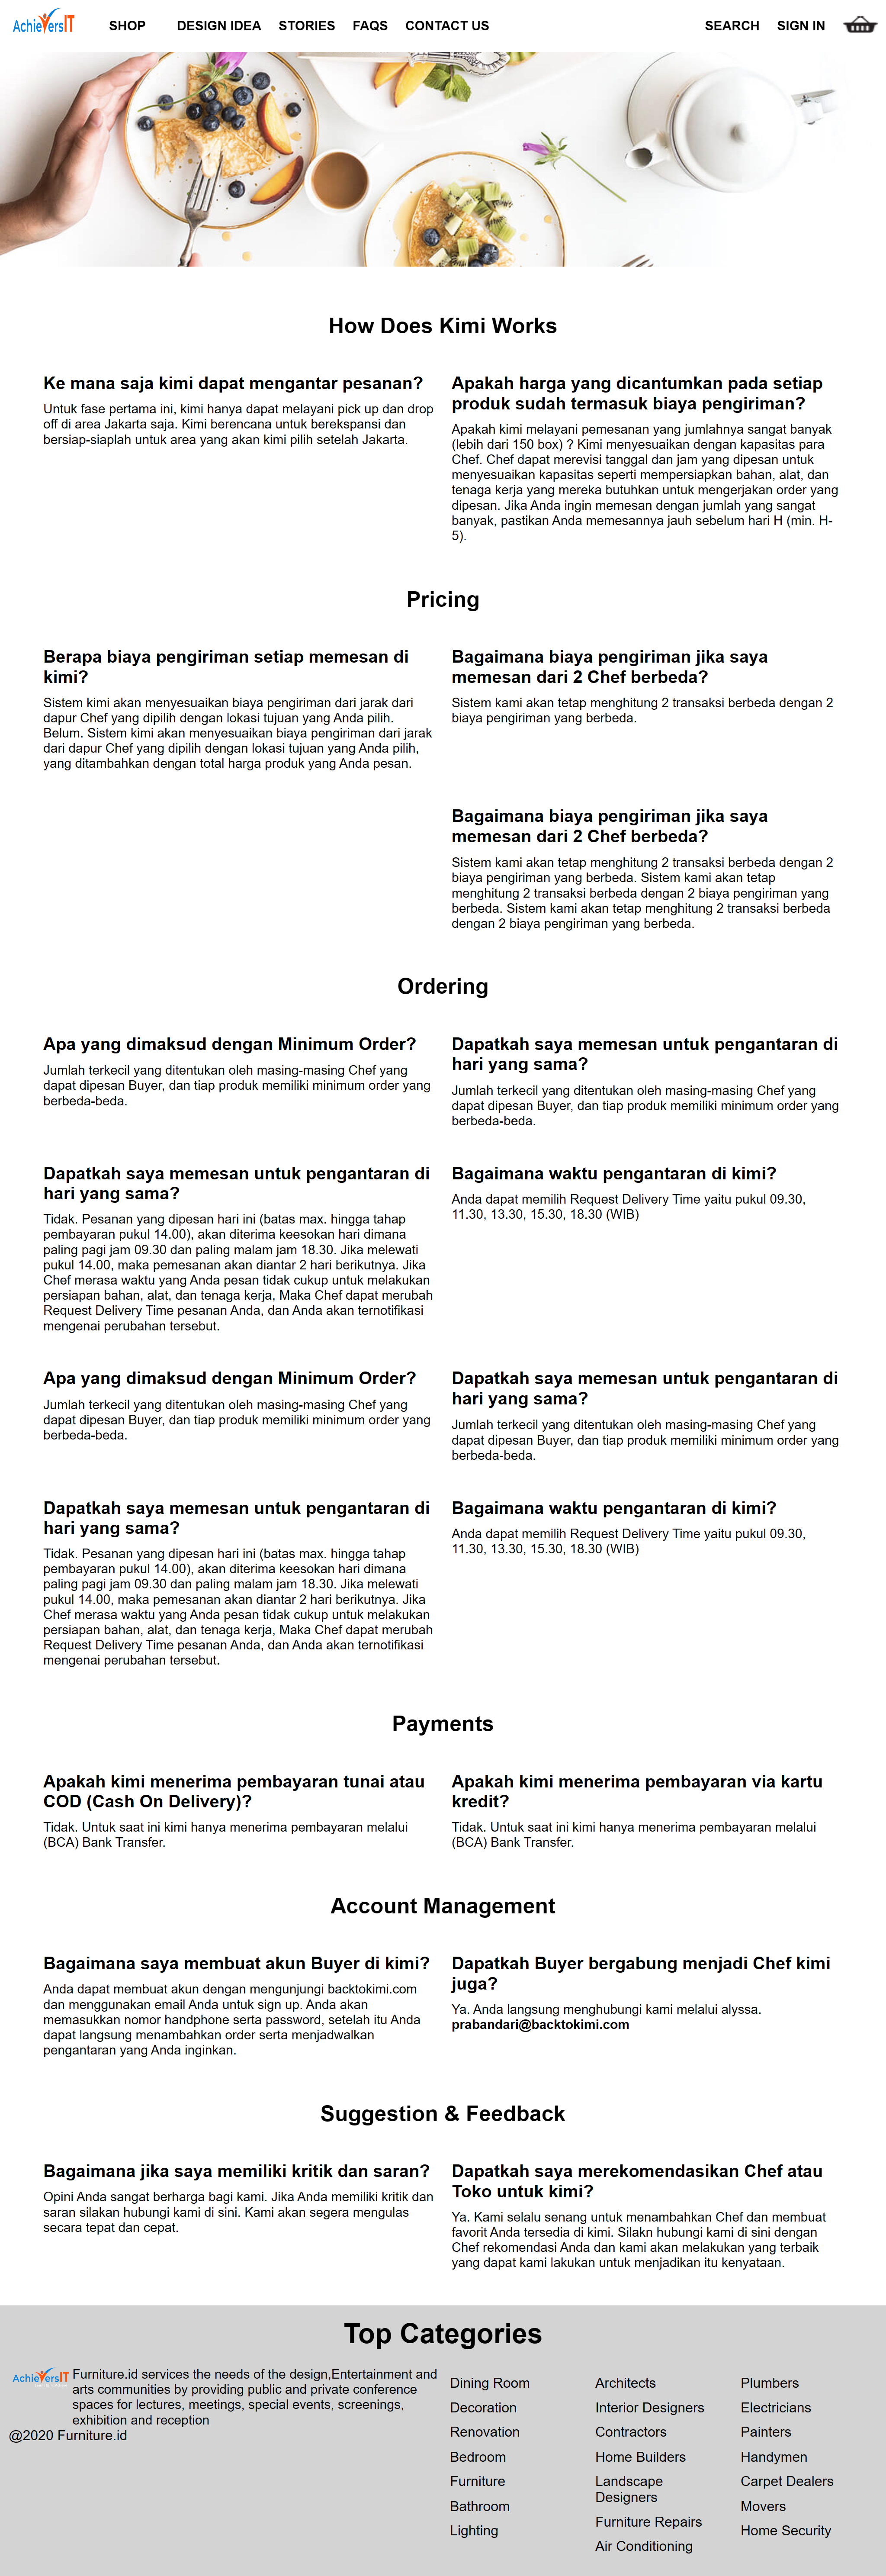 AchieversIT
SHOP
DESIGN IDEA
STORIES
FAQS
CONTACT US
SEARCH
SIGN IN
How Does Kimi Works
Ke mana saja kimi dapat mengantar pesanan?
Untuk fase pertama ini, kimi hanya dapat melayani pick up dan drop
off di area Jakarta saja. Kimi berencana untuk berekspansi dan
bersiap-siaplah untuk area yang akan kimi pilih setelah Jakarta.
Apakah harga yang dicantumkan pada setiap
produk sudah termasuk biaya pengiriman?
Apakah kimi melayani pemesanan yang jumlahnya sangat banyak
(lebih dari 150 box) ? Kimi menyesuaikan dengan kapasitas para
Chef. Chef dapat merevisi tanggal dan jam yang dipesan untuk
menyesuaikan kapasitas seperti mempersiapkan bahan, alat, dan
tenaga kerja yang mereka butuhkan untuk mengerjakan order yang
dipesan. Jika Anda ingin memesan dengan jumlah yang sangat
banyak, pastikan Anda memesannya jauh sebelum hari H (min. H-
5).
Pricing
Berapa biaya pengiriman setiap memesan di
kimi?
Sistem kimi akan menyesuaikan biaya pengiriman dari jarak dari
dapur Chef yang dipilih dengan lokasi tujuan yang Anda pilih.
Belum. Sistem kimi akan menyesuaikan biaya pengiriman dari jarak
dari dapur Chef yang dipilih dengan lokasi tujuan yang Anda pilih,
yang ditambahkan dengan total harga produk yang Anda pesan.
Bagaimana biaya pengiriman jika saya
memesan dari 2 Chef berbeda?
Sistem kami akan tetap menghitung 2 transaksi berbeda dengan 2
biaya pengiriman yang berbeda.
Bagaimana biaya pengiriman jika saya
memesan dari 2 Chef berbeda?
Sistem kami akan tetap menghitung 2 transaksi berbeda dengan 2
biaya pengiriman yang berbeda. Sistem kami akan tetap
menghitung 2 transaksi berbeda dengan 2 biaya pengiriman yang
berbeda. Sistem kami akan tetap menghitung 2 transaksi berbeda
dengan 2 biaya pengiriman yang berbeda.
Ordering
Apa yang dimaksud dengan Minimum Order?
Jumlah terkecil yang ditentukan oleh masing-masing Chef yang
dapat dipesan Buyer, dan tiap produk memiliki minimum order yang
berbeda-beda.
Dapatkah saya memesan untuk pengantaran di
hari yang sama?
Jumlah terkecil yang ditentukan oleh masing-masing Chef yang
dapat dipesan Buyer, dan tiap produk memiliki minimum order yang
berbeda-beda.
Dapatkah saya memesan untuk pengantaran di
hari yang sama?
Tidak. Pesanan yang dipesan hari ini (batas max. hingga tahap
pembayaran pukul 14.00), akan diterima keesokan hari dimana
paling pagi jam 09.30 dan paling malam jam 18.30. Jika melewati
pukul 14.00, maka pemesanan akan diantar 2 hari berikutnya. Jika
Chef merasa waktu yang Anda pesan tidak cukup untuk melakukan
persiapan bahan, alat, dan tenaga kerja, Maka Chef dapat merubah
Request Delivery Time pesanan Anda, dan Anda akan ternotifikasi
mengenai perubahan tersebut.
Bagaimana waktu pengantaran di kimi?
Anda dapat memilih Request Delivery Time yaitu pukul 09.30,
11.30, 13.30, 15.30, 18.30 (WIB)
Apa yang dimaksud dengan Minimum Order?
Jumlah terkecil yang ditentukan oleh masing-masing Chef yang
dapat dipesan Buyer, dan tiap produk memiliki minimum order yang
berbeda-beda.
Dapatkah saya memesan untuk pengantaran di
hari yang sama?
Jumlah terkecil yang ditentukan oleh masing-masing Chef yang
dapat dipesan Buyer, dan tiap produk memiliki minimum order yang
berbeda-beda.
Dapatkah saya memesan untuk pengantaran di
hari yang sama?
Tidak. Pesanan yang dipesan hari ini (batas max. hingga tahap
pembayaran pukul 14.00), akan diterima keesokan hari dimana
paling pagi jam 09.30 dan paling malam jam 18.30. Jika melewati
pukul 14.00, maka pemesanan akan diantar 2 hari berikutnya. Jika
Chef merasa waktu yang Anda pesan tidak cukup untuk melakukan
persiapan bahan, alat, dan tenaga kerja, Maka Chef dapat merubah
Request Delivery Time pesanan Anda, dan Anda akan ternotifikasi
mengenai perubahan tersebut.
Bagaimana waktu pengantaran di kimi?
Anda dapat memilih Request Delivery Time yaitu pukul 09.30,
11.30, 13.30, 15.30, 18.30 (WIB)
Payments
Apakah kimi menerima pembayaran tunai atau
COD (Cash On Delivery)?
Tidak. Untuk saat ini kimi hanya menerima pembayaran melalui
(BCA) Bank Transfer.
Apakah kimi menerima pembayaran via kartu
kredit?
Tidak. Untuk saat ini kimi hanya menerima pembayaran melalui
(BCA) Bank Transfer.
Account Management
Bagaimana saya membuat akun Buyer di kimi?
Anda dapat membuat akun dengan mengunjungi backtokimi.com
dan menggunakan email Anda untuk sign up. Anda akan
memasukkan nomor handphone serta password, setelah itu Anda
dapat langsung menambahkan order serta menjadwalkan
pengantaran yang Anda inginkan.
Dapatkah Buyer bergabung menjadi Chef kimi
juga?
Ya. Anda langsung menghubungi kami melalui alyssa.
prabandari@backtokimi.com
Suggestion & Feedback
Bagaimana jika saya memiliki kritik dan saran?
Opini Anda sangat berharga bagi kami. Jika Anda memiliki kritik dan
saran silakan hubungi kami di sini. Kami akan segera mengulas
secara tepat dan cepat.
Dapatkah saya merekomendasikan Chef atau
Toko untuk kimi?
Ya. Kami selalu senang untuk menambahkan Chef dan membuat
favorit Anda tersedia di kimi. Silakn hubungi kami di sini dengan
Chef rekomendasi Anda dan kami akan melakukan yang terbaik
yang dapat kami lakukan untuk menjadikan itu kenyataan.
Top Categories
AchieversIT
Furniture.id services the needs of the design,Entertainment and
arts communities by providing public and private conference
spaces for lectures, meetings, special events, screenings,
exhibition and reception
@2020 Furniture.id
Dining Room
Decoration
Renovation
Bedroom
Furniture
Bathroom
Lighting
Architects
Interior Designers
Contractors
Home Builders
Landscape
Designers
Furniture Repairs
Air Conditioning
Plumbers
Electricians
Painters
Handymen
Carpet Dealers
Movers
Home Security